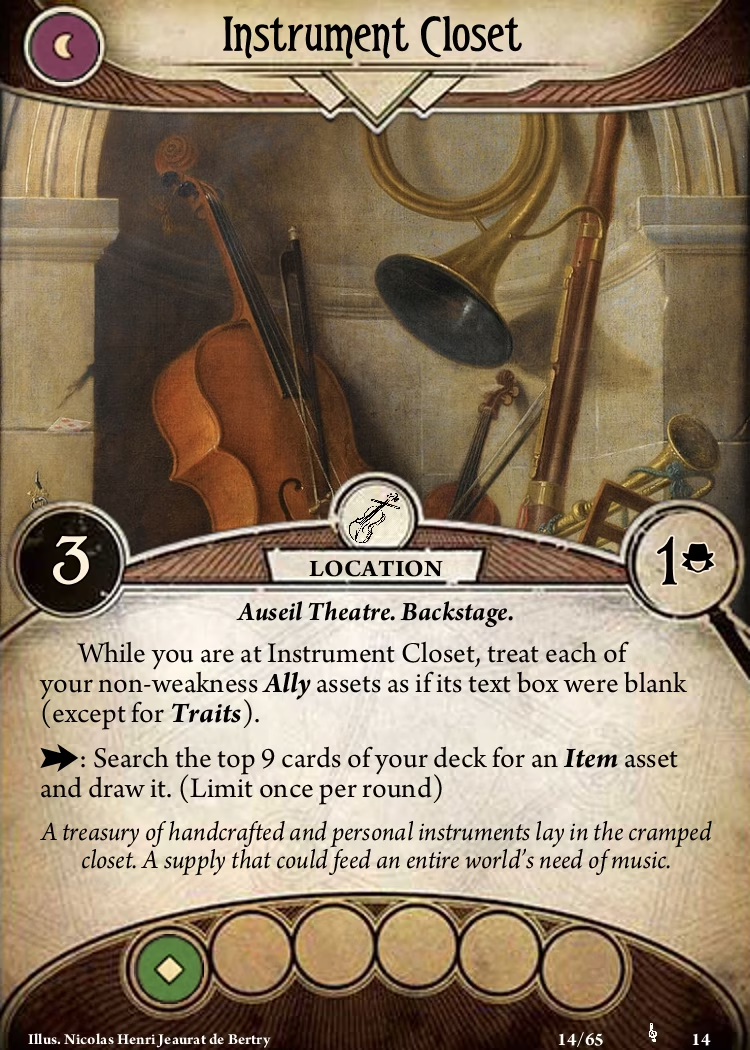 Instrument Closet
3
LOCATION
1
Auseil Theatre. Backstage.
While you are at Instrument Closet, treat each of
your non-weakness Ally assets as if its text box were blank
(except for Traits).
: Search the top 9 cards of your deck for an Item asset
and draw it. (Limit once per round)
A treasury of handcrafted and personal instruments lay in the cramped
closet. A supply that could feed an entire world's need of music.
Illus. Nicolas Henri Jeaurat de Bertry
14/65
14